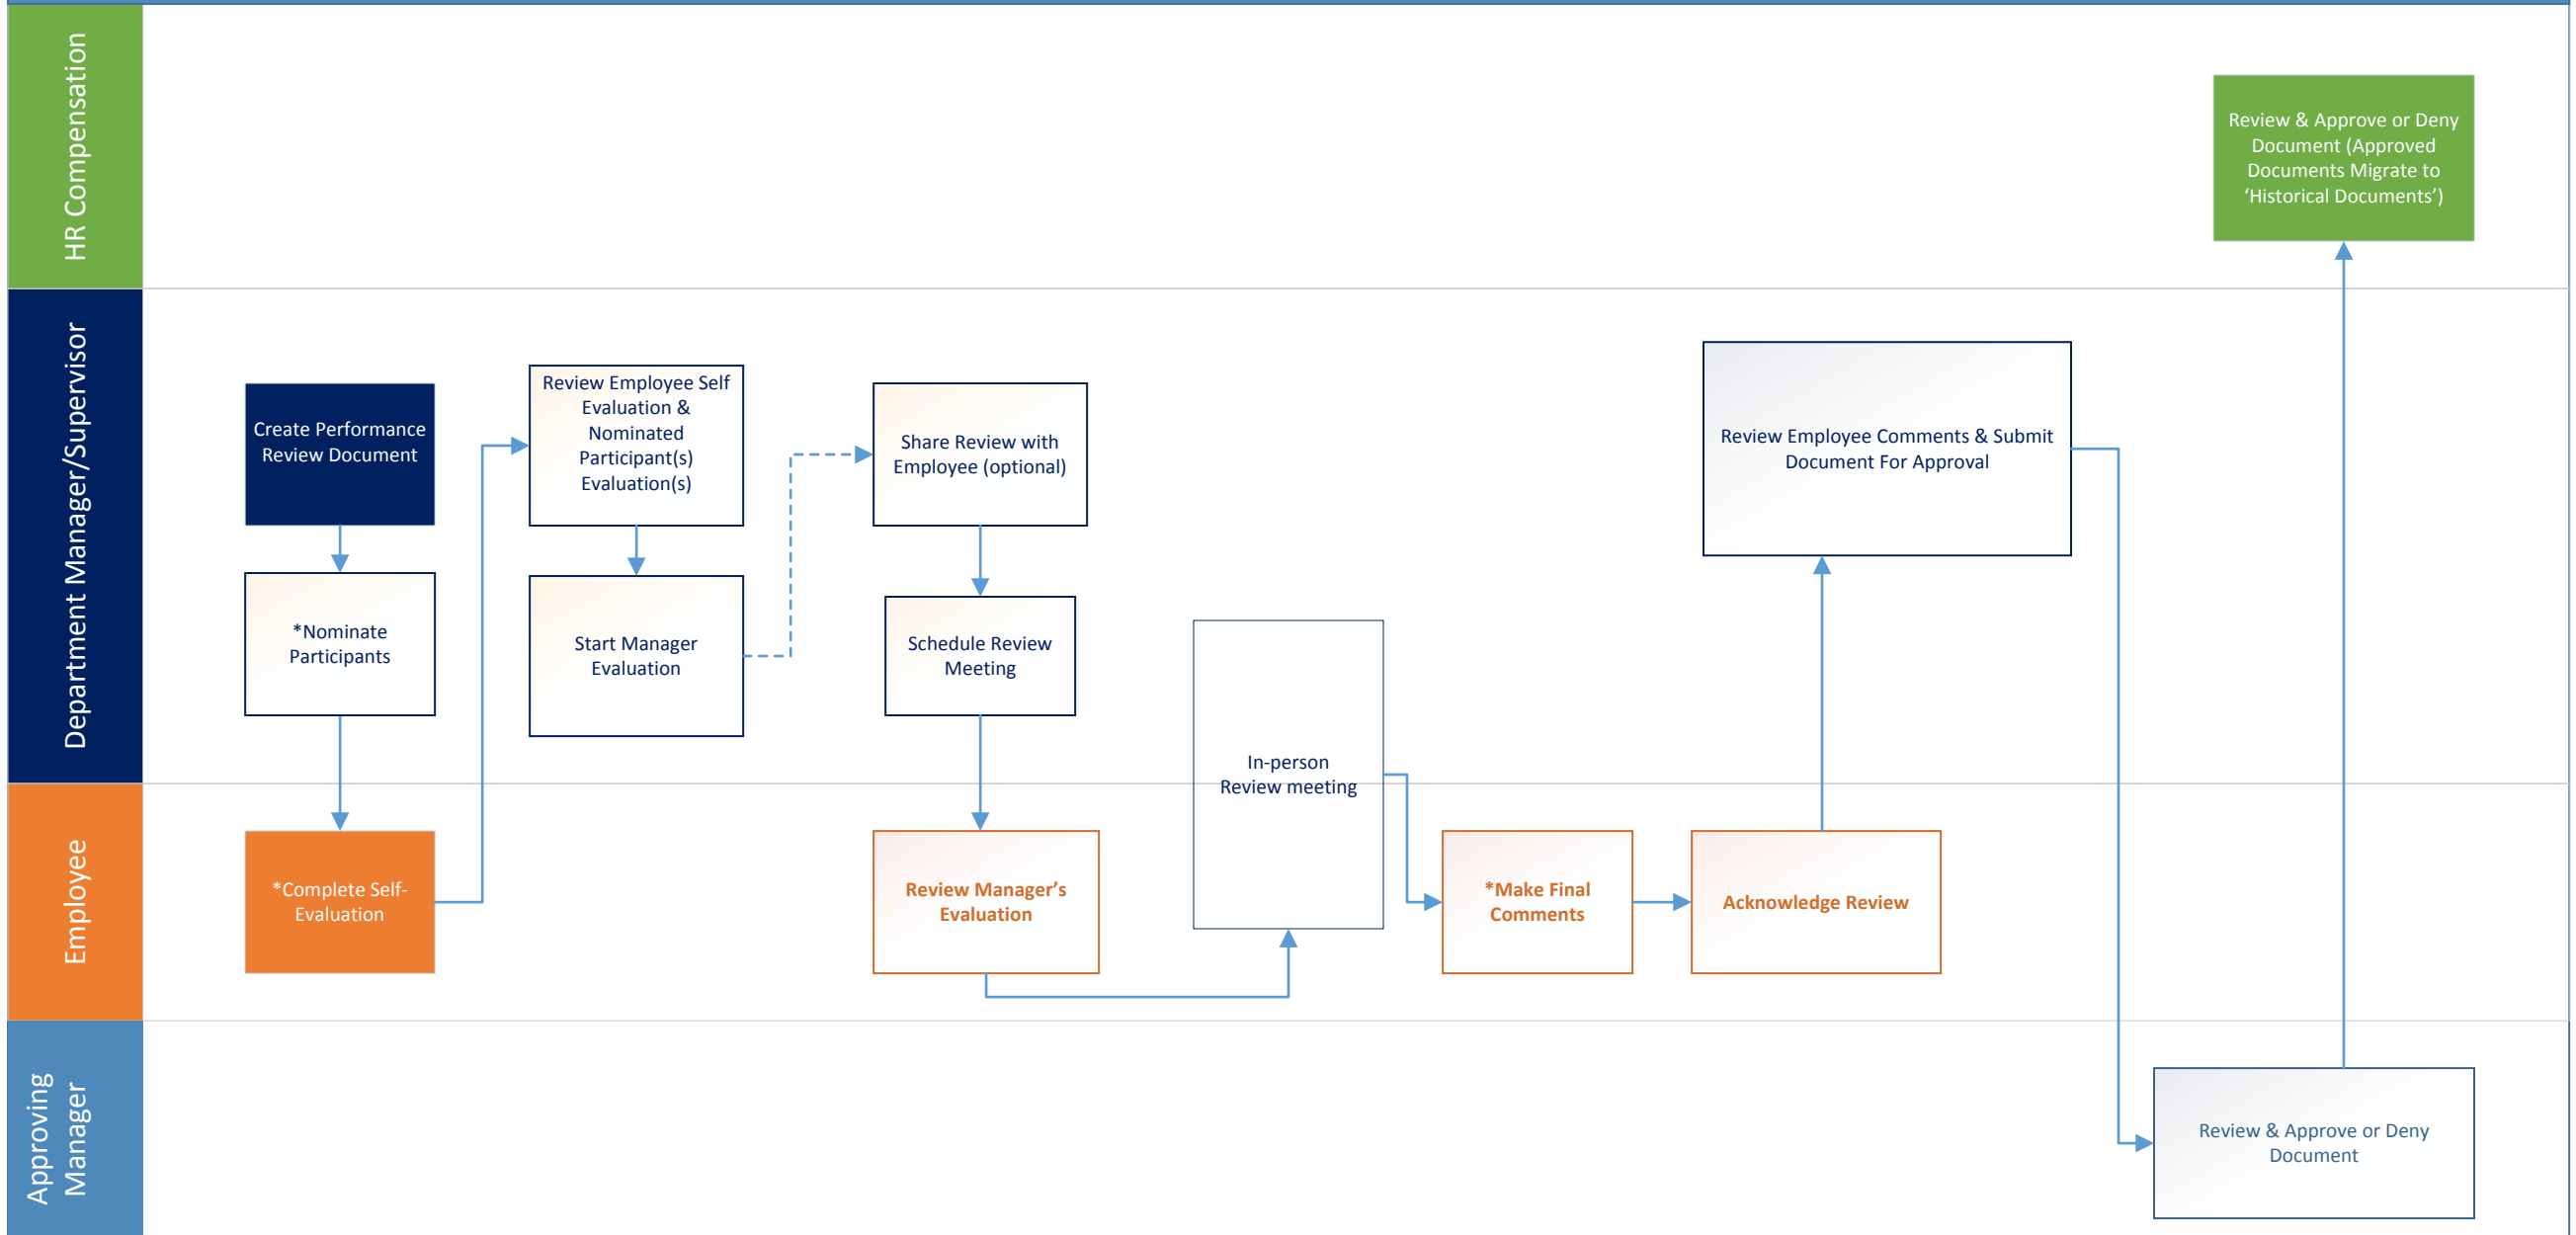 HR Compensation
Review & Approve or Deny
Document (Approved
Documents Migrate to
‘Historical Documents’)
Department Manager/Supervisor
Create Performance
Review Document
*Nominate
Participants
Review Employee Self
Evaluation &
Nominated
Participant(s)
Evaluation(s)
Start Manager
Evaluation
Share Review with
Employee (optional)
Schedule Review
Meeting
In-person
Review meeting
Review Employee Comments & Submit
Document For Approval
Employee
*Complete Self-
Evaluation
Review Manager’s
Evaluation
*Make Final
Comments
Acknowledge Review
Approving
Manager
Review & Approve or Deny
Document